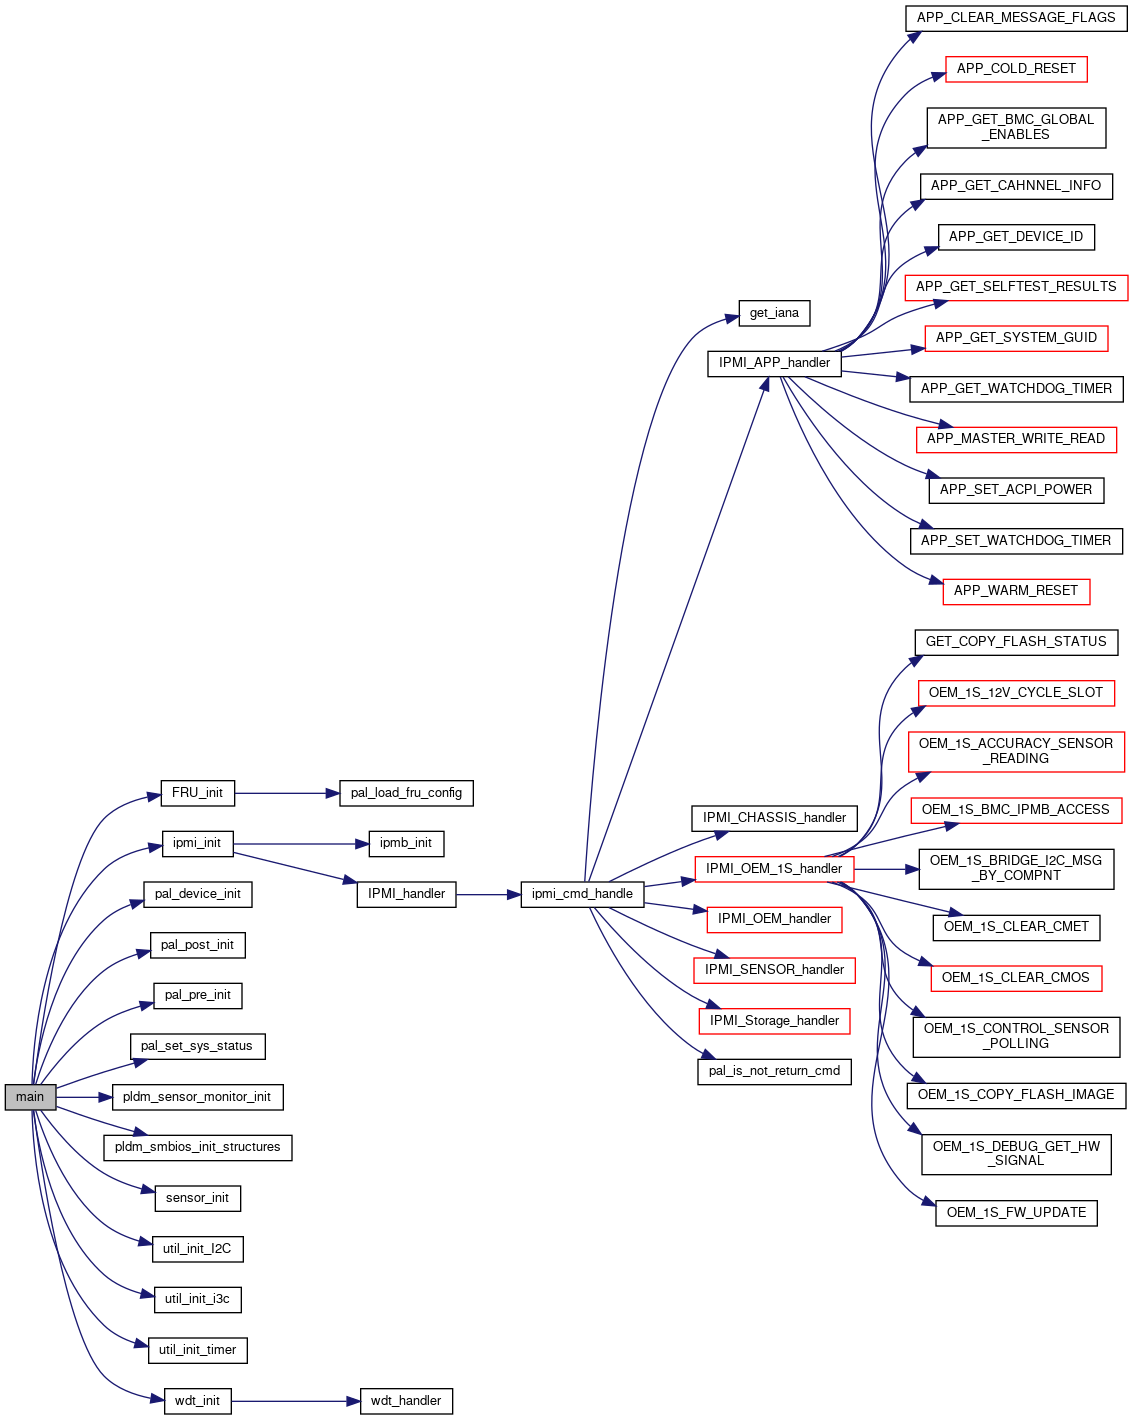 main
FRU_init
ipmi_init
pal_device_init
pal_post_init
pal_pre_init
pal_set_sys_status
pldm_sensor_monitor_init
pldm_smbios_init_structures
sensor_init
util_init_I2C
util_init_i3c
util_init_timer
wdt_init
pal_load_fru_config
ipmb_init
IPMI_handler
wdt_handler
ipmi_cmd_handle
get_iana
IPMI_APP_handler
IPMI_CHASSIS_handler
IPMI_OEM_1S_handler
IPMI_OEM_handler
IPMI_SENSOR_handler
IPMI_Storage_handler
pal_is_not_return_cmd
APP_CLEAR_MESSAGE_FLAGS
APP_COLD_RESET
APP_GET_BMC_GLOBAL
_ENABLES
APP_GET_CAHNNEL_INFO
APP_GET_DEVICE_ID
APP_GET_SELFTEST_RESULTS
APP_GET_SYSTEM_GUID
APP_GET_WATCHDOG_TIMER
APP_MASTER_WRITE_READ
APP_SET_ACPI_POWER
APP_SET_WATCHDOG_TIMER
APP_WARM_RESET
GET_COPY_FLASH_STATUS
OEM_1S_12V_CYCLE_SLOT
OEM_1S_ACCURACY_SENSOR
_READING
OEM_1S_BMC_IPMB_ACCESS
OEM_1S_BRIDGE_I2C_MSG
_BY_COMPNT
OEM_1S_CLEAR_CMET
OEM_1S_CLEAR_CMOS
OEM_1S_CONTROL_SENSOR
_POLLING
OEM_1S_COPY_FLASH_IMAGE
OEM_1S_DEBUG_GET_HW
_SIGNAL
OEM_1S_FW_UPDATE